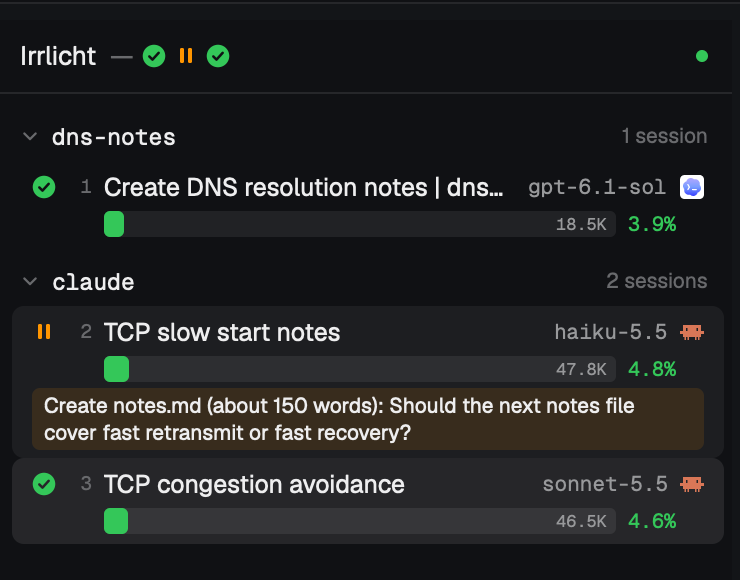 Irrlicht —
dns-notes 1 session
1 Create DNS resolution notes | dns... gpt-6.1-sol
18.5K 3.9%
claude 2 sessions
2 TCP slow start notes haiku-5.5
47.8K 4.8%
Create notes.md (about 150 words): Should the next notes file
cover fast retransmit or fast recovery?
3 TCP congestion avoidance sonnet-5.5
46.5K 4.6%